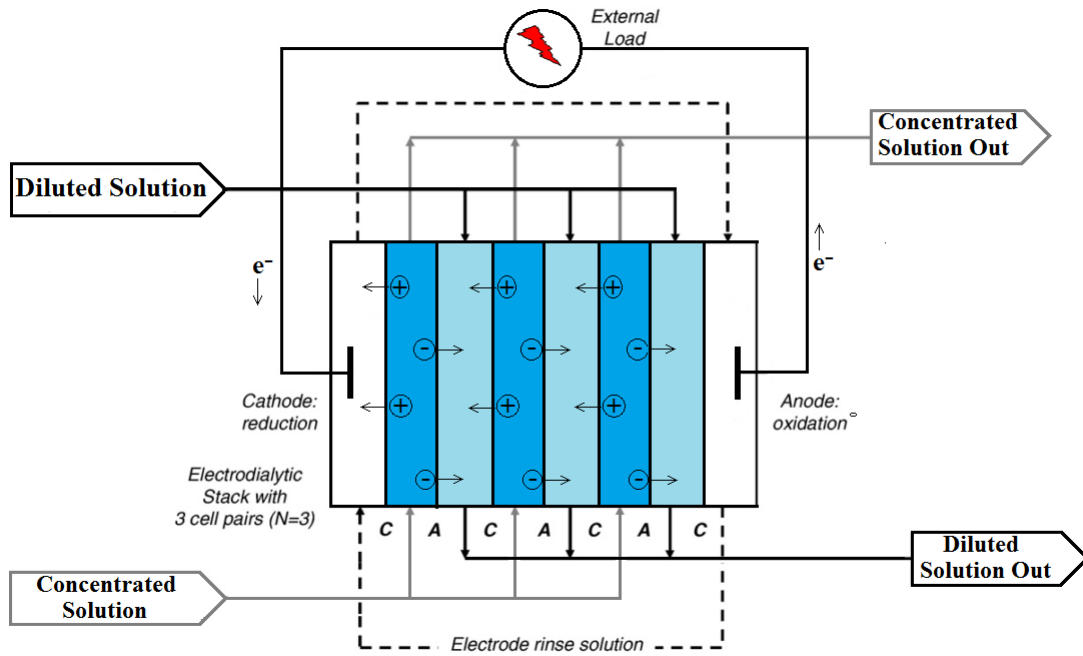 External
Load
Concentrated
Solution Out
Diluted Solution
e⁻
e⁻
+
+
+
-
-
-
Cathode:
reduction
+
+
+
Anode:
oxidation
Electrodialytic
Stack with
3 cell pairs (N=3)
-
-
-
C A C A C A C
Diluted
Solution Out
Concentrated
Solution
Electrode rinse solution